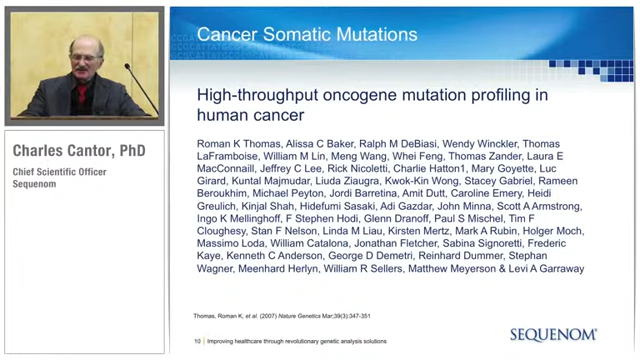 Cancer Somatic Mutations
High-throughput oncogene mutation profiling in
human cancer
Roman K Thomas, Alissa C Baker, Ralph M DeBiasi, Wendy Winckler, Thomas
LaFramboise, William M Lin, Meng Wang, Whei Feng, Thomas Zander, Laura E
MacConnaill, Jeffrey C Lee, Rick Nicoletti, Charlie Hatton1, Mary Goyette, Luc
Girard, Kuntal Majmudar, Liuda Ziaugra, Kwok-Kin Wong, Stacey Gabriel, Rameen
Beroukhim, Michael Peyton, Jordi Barretina, Amit Dutt, Caroline Emery, Heidi
Greulich, Kinjal Shah, Hidefumi Sasaki, Adi Gazdar, John Minna, Scott A Armstrong,
Ingo K Mellinghoff, F Stephen Hodi, Glenn Dranoff, Paul S Mischel, Tim F
Cloughesy, Stan F Nelson, Linda M Liau, Kirsten Mertz, Mark A Rubin, Holger Moch,
Massimo Loda, William Catalona, Jonathan Fletcher, Sabina Signoretti, Frederic
Kaye, Kenneth C Anderson, George D Demetri, Reinhard Dummer, Stephan
Wagner, Meenhard Herlyn, William R Sellers, Matthew Meyerson & Levi A Garraway
Thomas, Roman K, et al. (2007) Nature Genetics Mar;39(3):347-351
10 | Improving healthcare through revolutionary genetic analysis solutions
SEQUENOM
Charles Cantor, PhD
Chief Scientific Officer
Sequenom